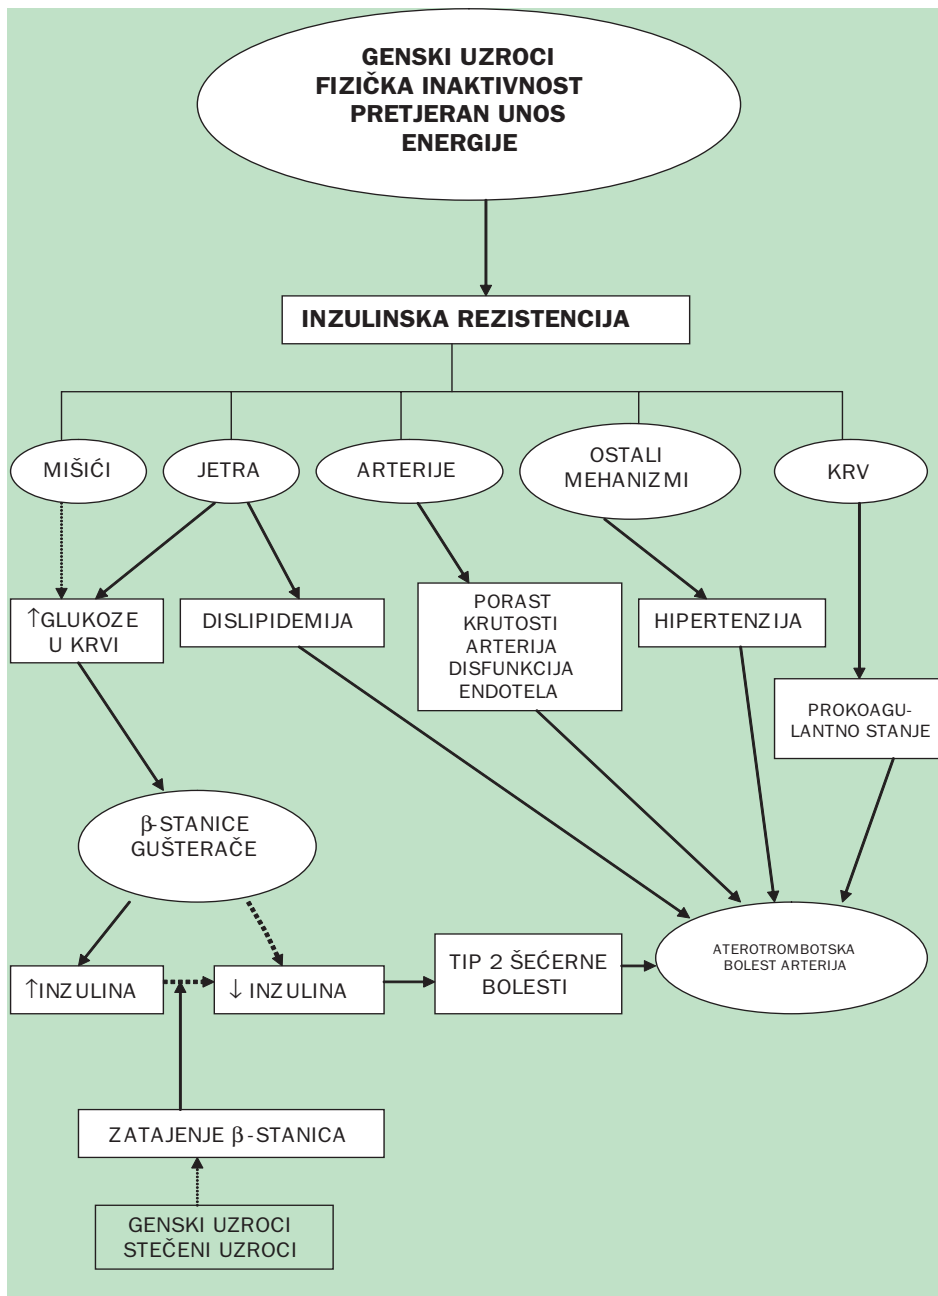 GENSKI UZROCI
FIZIČKA INAKTIVNOST
PRETJERAN UNOS
ENERGIJE
INZULINSKA REZISTENCIJA
MIŠIĆI
JETRA
ARTERIJE
OSTALI
MEHANIZMI
KRV
↑GLUKOZE
U KRVI
DISLIPIDEMIJA
PORAST
KRUTOSTI
ARTERIJA
DISFUNKCIJA
ENDOTELA
HIPERTENZIJA
PROKOAGU-
LANTNO STANJE
β-STANICE
GUŠTERAČE
↑INZULINA
↓ INZULINA
TIP 2 ŠEĆERNE
BOLESTI
ATEROTROMBOTSKA
BOLEST ARTERIJA
ZATAJENJE β-STANICA
GENSKI UZROCI
STEČENI UZROCI